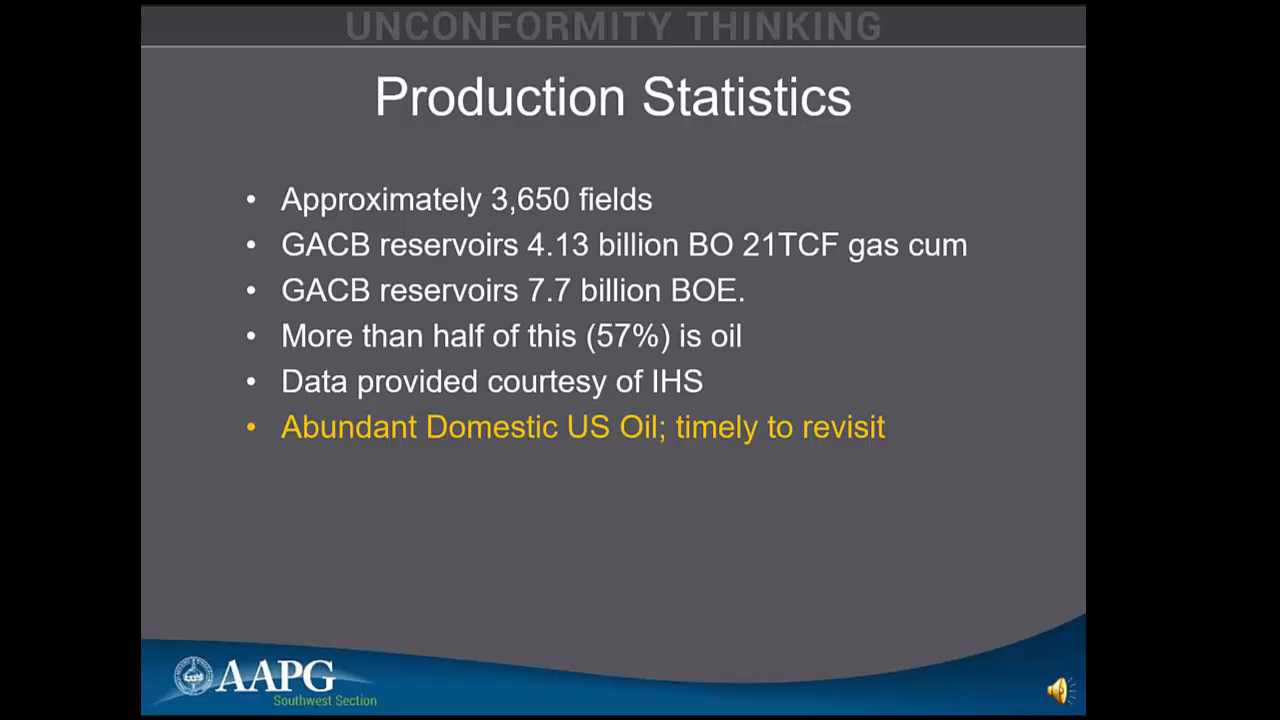 UNCONFORMITY THINKING
Production Statistics
• Approximately 3,650 fields
• GACB reservoirs 4.13 billion BO 21TCF gas cum
• GACB reservoirs 7.7 billion BOE.
• More than half of this (57%) is oil
• Data provided courtesy of IHS
• Abundant Domestic US Oil; timely to revisit
AAPG
Southwest Section